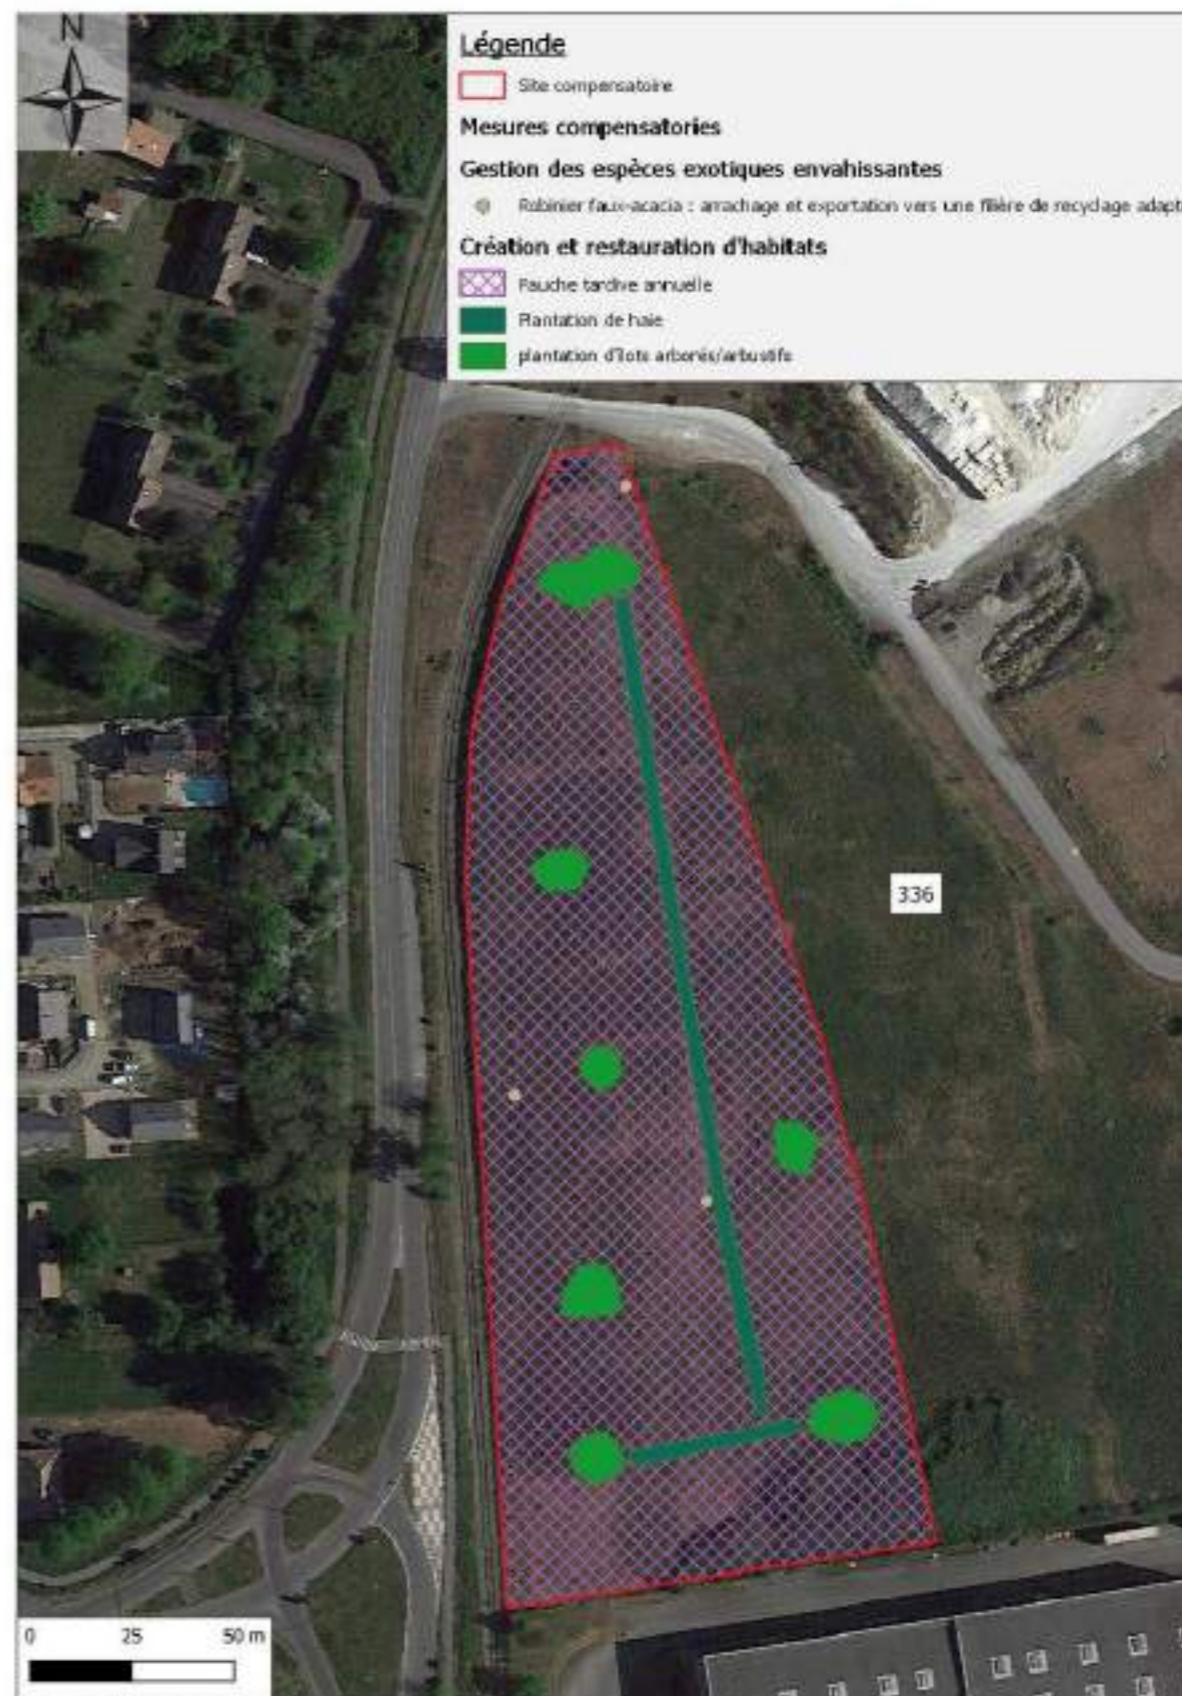 N
Légende
Site compensatoire
Mesures compensatories
Gestion des espèces exotiques envahissantes
Robinier faux-acacia : arrachage et exportation vers une filière de recyclage adapt
Création et restauration d'habitats
Fauche tardive annuelle
Plantation de haie
plantation d'îlots arborés/arbustifs
336
0 25 50 m